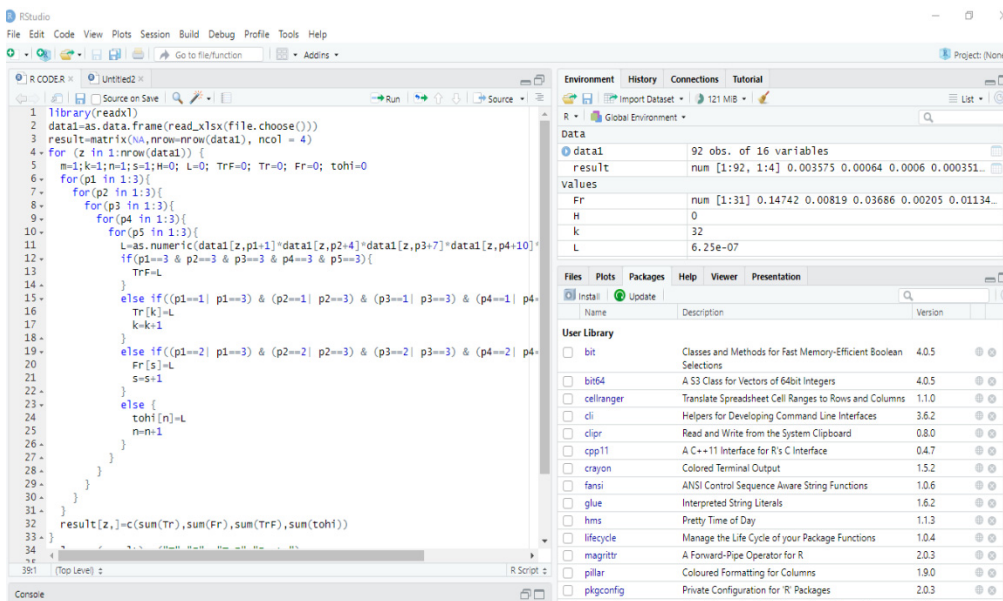 RStudio
File Edit Code View Plots Session Build Debug Profile Tools Help
Go to file/function Addins Project: (None
R CODE.R Untitled2
Source on Save Run Source
1 library(readxl)
2 data1=as.data.frame(read_xlsx(file.choose()))
3 result=matrix(NA,nrow=nrow(data1), ncol = 4)
4 for (z in 1:nrow(data1)) {
5 m=1;k=1;n=1;s=1;H=0; L=0; TrF=0; Tr=0; Fr=0; tohi=0
6 for(p1 in 1:3){
7 for(p2 in 1:3){
8 for(p3 in 1:3){
9 for(p4 in 1:3){
10 for(p5 in 1:3){
11 L=as.numeric(data1[z,p1+1]*data1[z,p2+4]*data1[z,p3+7]*data1[z,p4+10]*
12 if(p1==3 & p2==3 & p3==3 & p4==3 & p5==3){
13 TrF=L
14 }
15 else if((p1==1| p1==3) & (p2==1| p2==3) & (p3==1| p3==3) & (p4==1| p4=
16 Tr[k]=L
17 k=k+1
18 }
19 else if((p1==2| p1==3) & (p2==2| p2==3) & (p3==2| p3==3) & (p4==2| p4=
20 Fr[s]=L
21 s=s+1
22 }
23 else {
24 tohi[n]=L
25 n=n+1
26 }
27 }
28 }
29 }
30 }
31 }
32 result[z,]=c(sum(Tr),sum(Fr),sum(TrF),sum(tohi))
33 }
34
39:1 (Top Level) R Script
Console
Environment History Connections Tutorial
Import Dataset 121 MiB List
R Global Environment
Data
data1 92 obs. of 16 variables
result num [1:92, 1:4] 0.003575 0.00064 0.0006 0.000351…
Values
Fr num [1:31] 0.14742 0.00819 0.03686 0.00205 0.01134…
H 0
k 32
L 6.25e-07
Files Plots Packages Help Viewer Presentation
Install Update
Name Description Version
User Library
bit Classes and Methods for Fast Memory-Efficient Boolean 4.0.5
Selections
bit64 A S3 Class for Vectors of 64bit Integers 4.0.5
cellranger Translate Spreadsheet Cell Ranges to Rows and Columns 1.1.0
cli Helpers for Developing Command Line Interfaces 3.6.2
clipr Read and Write from the System Clipboard 0.8.0
cpp11 A C++11 Interface for R's C Interface 0.4.7
crayon Colored Terminal Output 1.5.2
fansi ANSI Control Sequence Aware String Functions 1.0.6
glue Interpreted String Literals 1.6.2
hms Pretty Time of Day 1.1.3
lifecycle Manage the Life Cycle of your Package Functions 1.0.4
magrittr A Forward-Pipe Operator for R 2.0.3
pillar Coloured Formatting for Columns 1.9.0
pkgconfig Private Configuration for 'R' Packages 2.0.3